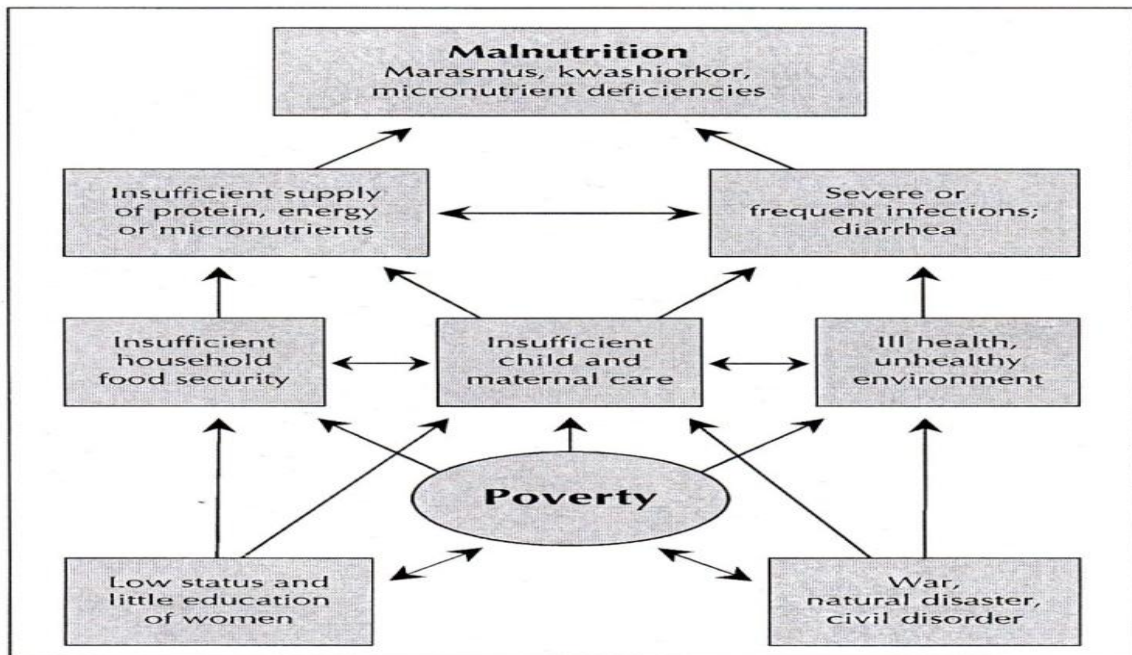 Malnutrition
Marasmus, kwashiorkor,
micronutrient deficiencies
Insufficient supply
of protein, energy
or micronutrients
Severe or
frequent infections;
diarrhea
Insufficient
household
food security
Insufficient
child and
maternal care
Ill health,
unhealthy
environment
Poverty
Low status and
little education
of women
War,
natural disaster,
civil disorder